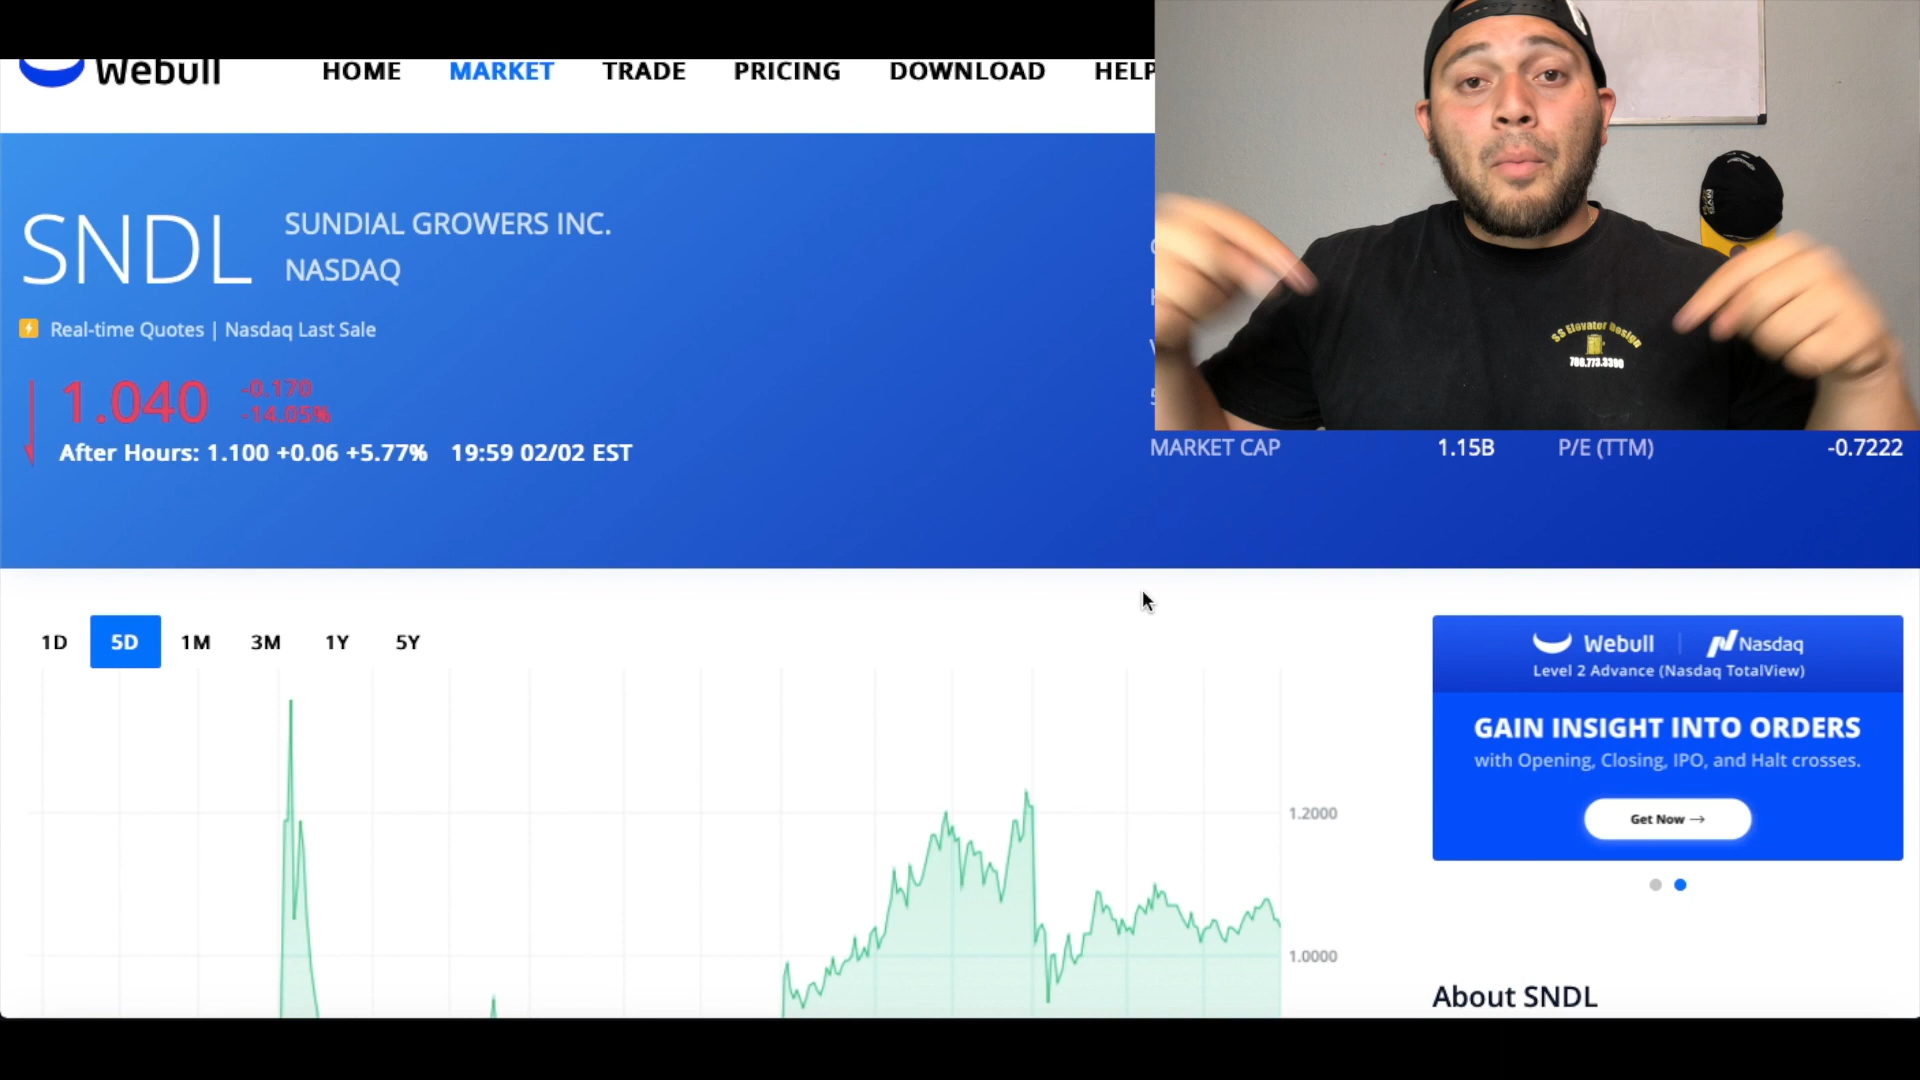 Webull
HOME MARKET TRADE PRICING DOWNLOAD HELP
SNDL
SUNDIAL GROWERS INC.
NASDAQ
Real-time Quotes | Nasdaq Last Sale
1.040
-0.170
-14.05%
After Hours: 1.100 +0.06 +5.77% 19:59 02/02 EST
MARKET CAP 1.15B P/E (TTM) -0.7222
SS Elevator Design
1D 5D 1M 3M 1Y 5Y
1.2000
1.0000
Webull | Nasdaq
Level 2 Advance (Nasdaq TotalView)
GAIN INSIGHT INTO ORDERS
with Opening, Closing, IPO, and Halt crosses.
Get Now →
About SNDL